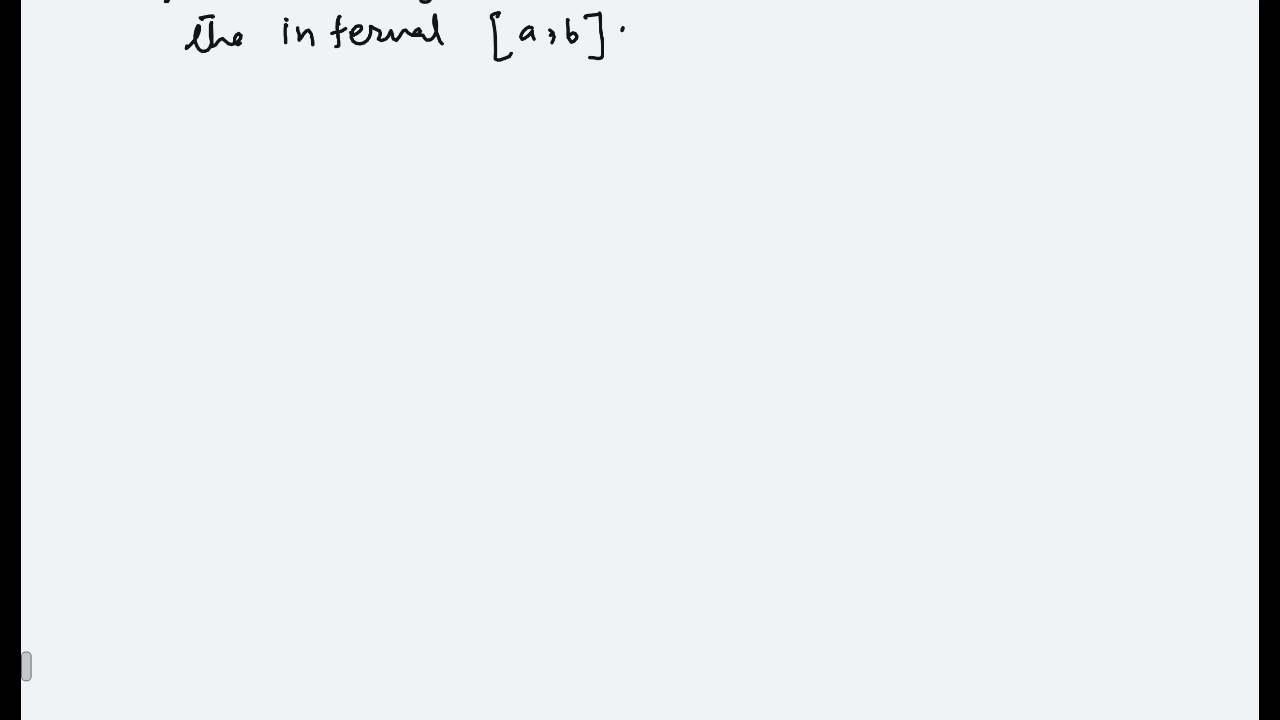 the interval [a,b].